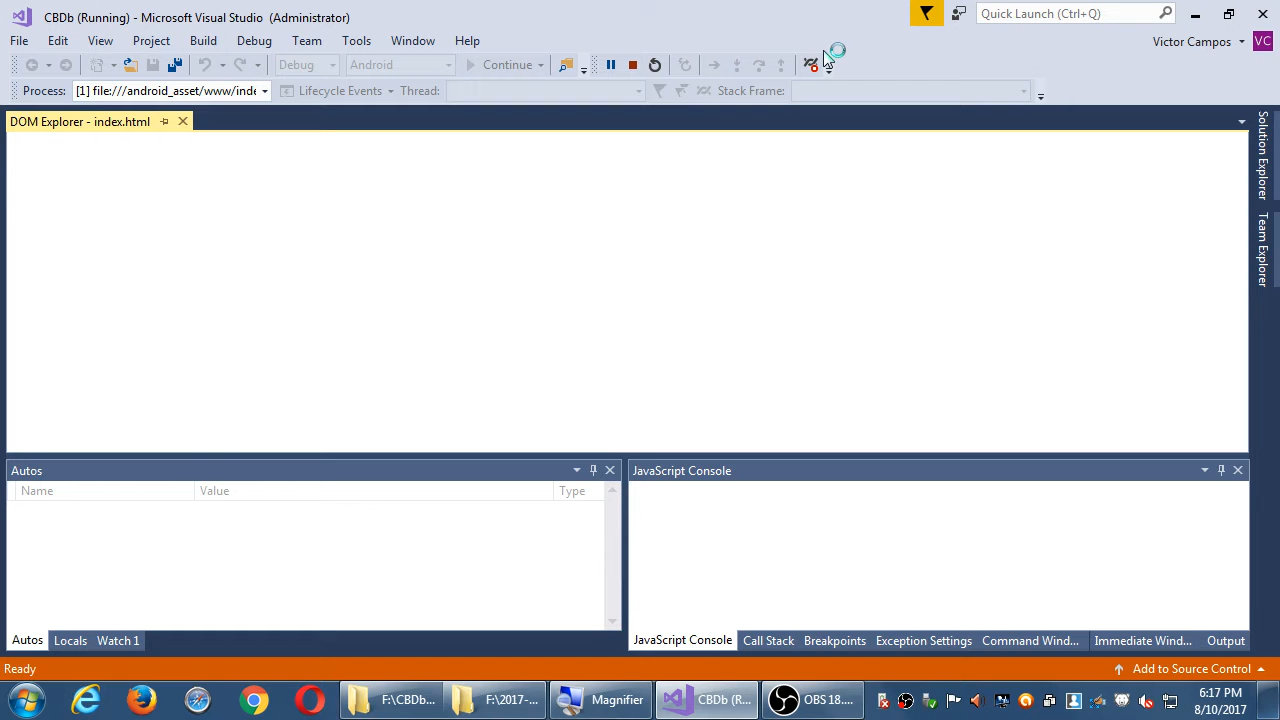 CBDb (Running) - Microsoft Visual Studio (Administrator)
Quick Launch (Ctrl+Q)
File Edit View Project Build Debug Team Tools Window Help
Victor Campos VC
Debug Android Continue
Process: [1] file:///android_asset/www/inde Lifecycle Events Thread: Stack Frame:
DOM Explorer - index.html
Solution Explorer
Team Explorer
Autos
Name Value Type
JavaScript Console
Autos Locals Watch 1
JavaScript Console Call Stack Breakpoints Exception Settings Command Wind... Immediate Wind... Output
Ready
Add to Source Control
F:\CBDb... F:\2017-... Magnifier CBDb (R... OBS 18....
6:17 PM
8/10/2017